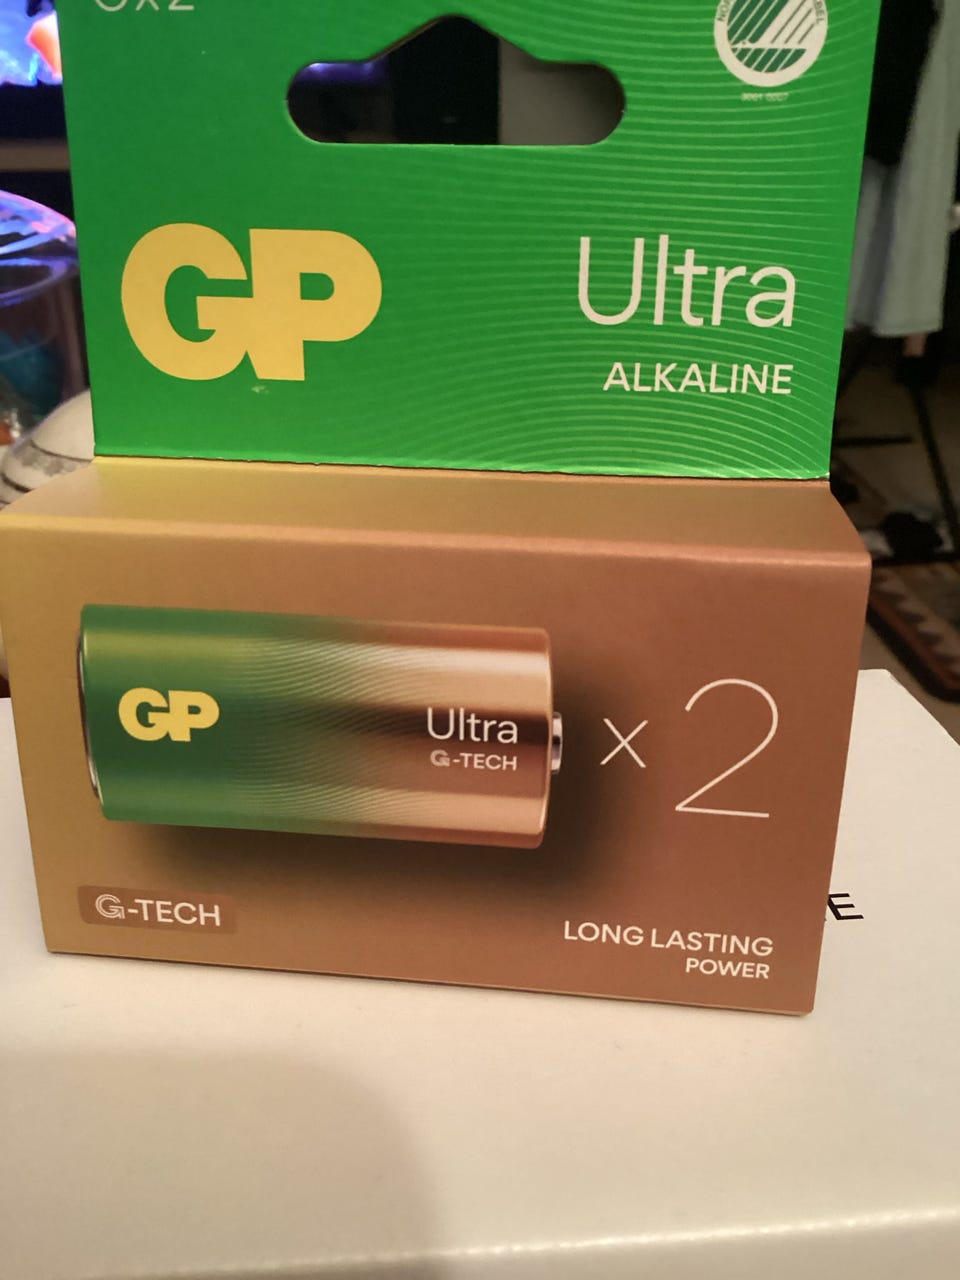 GP
Ultra
ALKALINE
GP
Ultra
G-TECH
x 2
G-TECH
LONG LASTING
POWER
E